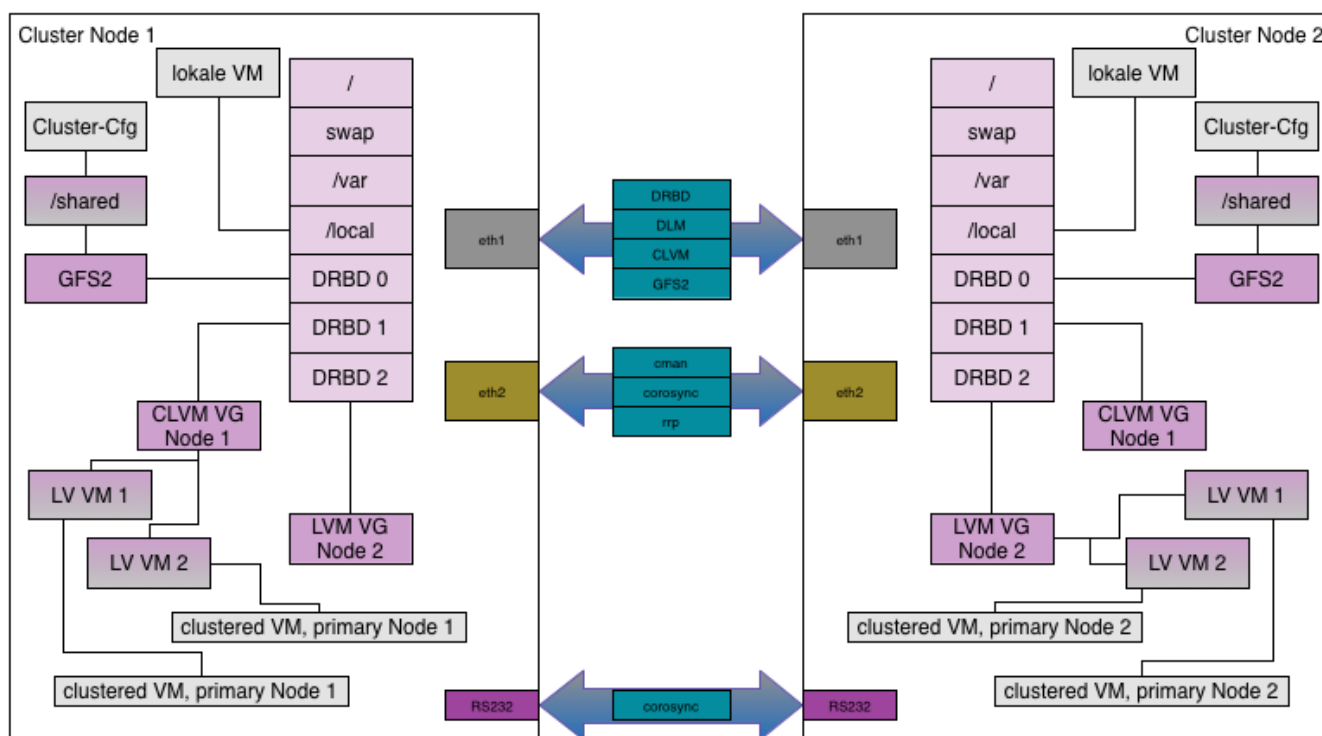 Cluster Node 1
lokale VM
Cluster-Cfg
/shared
GFS2
/
swap
/var
/local
DRBD 0
DRBD 1
DRBD 2
CLVM VG
Node 1
LV VM 1
LV VM 2
LVM VG
Node 2
clustered VM, primary Node 1
clustered VM, primary Node 1
eth1
eth2
RS232
DRBD
DLM
CLVM
GFS2
cman
corosync
rrp
corosync
eth1
eth2
RS232
Cluster Node 2
/
swap
/var
/local
DRBD 0
DRBD 1
DRBD 2
lokale VM
Cluster-Cfg
/shared
GFS2
CLVM VG
Node 1
LVM VG
Node 2
LV VM 1
LV VM 2
clustered VM, primary Node 2
clustered VM, primary Node 2